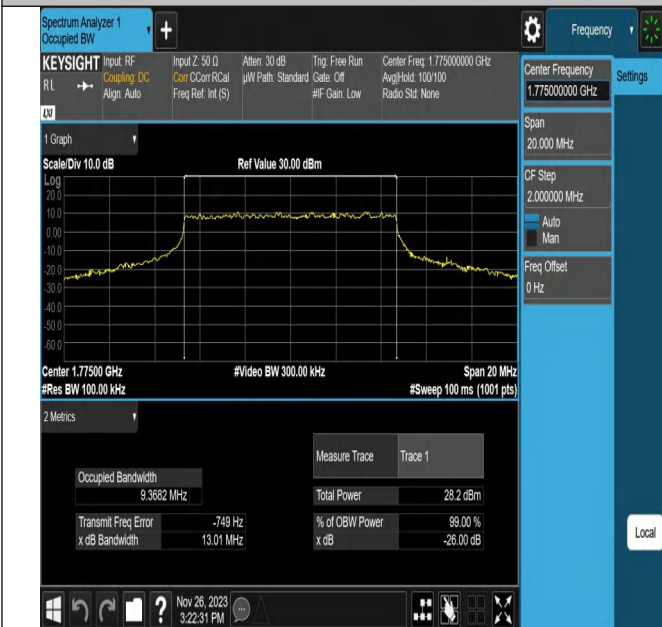 Spectrum Analyzer 1
Occupied BW
Frequency
KEYSIGHT
RL
LXI
Input: RF
Coupling: DC
Align: Auto
Input Z: 50 Ω
Corr CCorr RCal
Freq Ref: Int (S)
Atten: 30 dB
µW Path: Standard
Trig: Free Run
Gate: Off
#IF Gain: Low
Center Freq: 1.775000000 GHz
Avg|Hold: 100/100
Radio Std: None
Center Frequency
1.775000000 GHz
Settings
Span
20.000 MHz
CF Step
2.000000 MHz
Auto
Man
Freq Offset
0 Hz
1 Graph
Scale/Div 10.0 dB
Ref Value 30.00 dBm
Log
20.0
10.0
0.00
-10.0
-20.0
-30.0
-40.0
-50.0
-60.0
Center 1.77500 GHz
#Video BW 300.00 kHz
Span 20 MHz
#Res BW 100.00 kHz
#Sweep 100 ms (1001 pts)
2 Metrics
Measure Trace
Trace 1
Occupied Bandwidth
9.3682 MHz
Total Power
28.2 dBm
Transmit Freq Error
-749 Hz
% of OBW Power
99.00 %
x dB Bandwidth
13.01 MHz
x dB
-26.00 dB
Local
?
Nov 26, 2023
3:22:31 PM